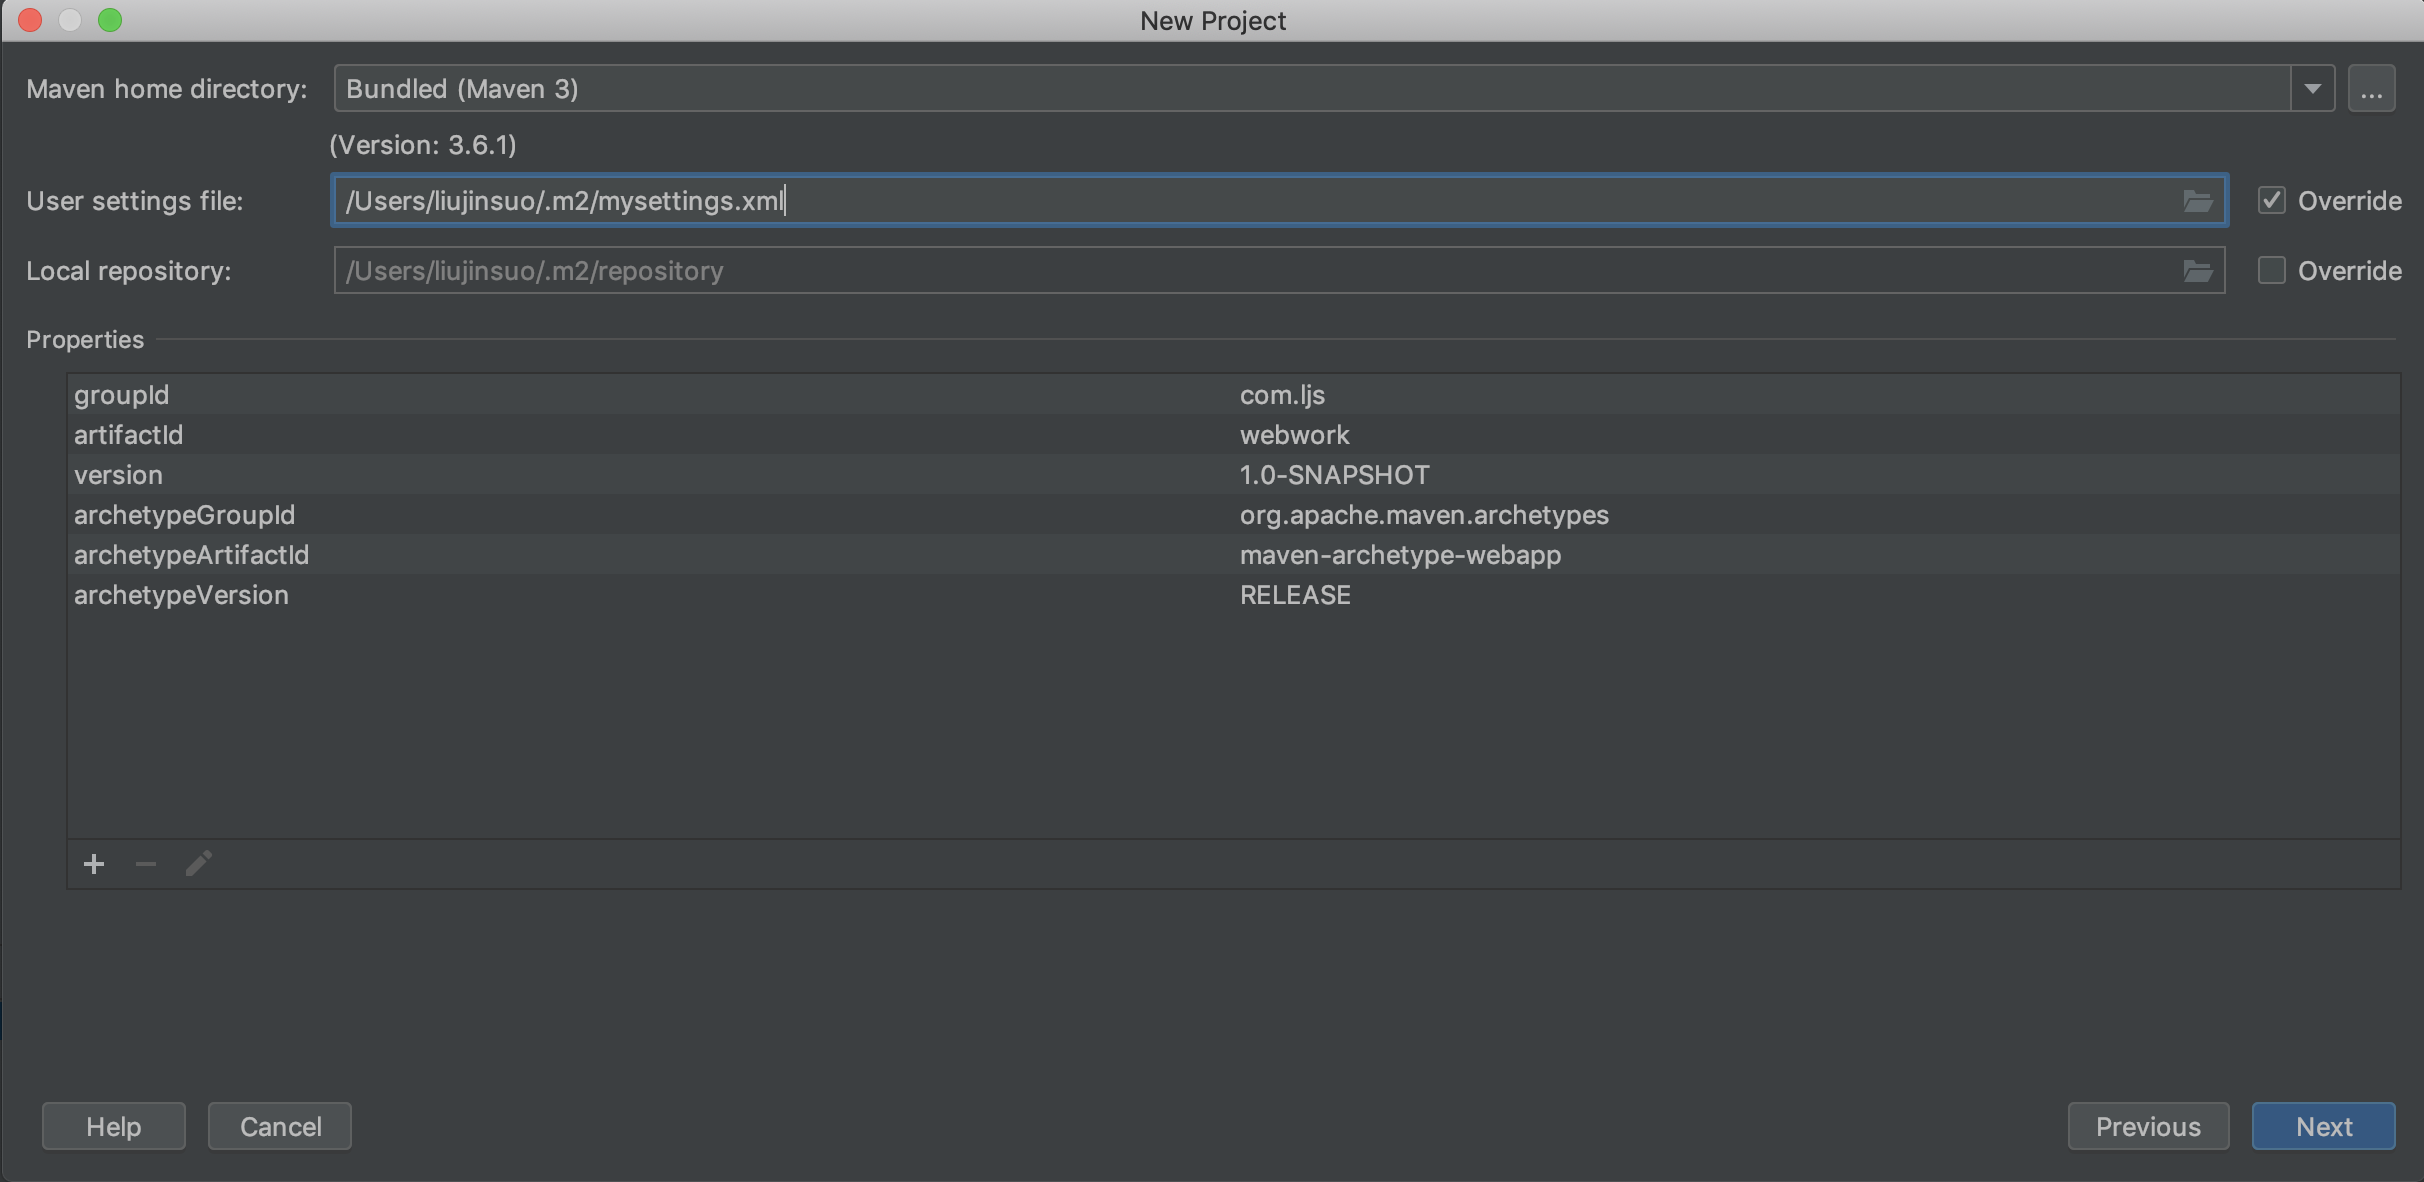 New Project
Maven home directory: Bundled (Maven 3) ...
(Version: 3.6.1)
User settings file: /Users/liujinsuo/.m2/mysettings.xml Override
Local repository: /Users/liujinsuo/.m2/repository Override
Properties
groupId com.ljs
artifactId webwork
version 1.0-SNAPSHOT
archetypeGroupId org.apache.maven.archetypes
archetypeArtifactId maven-archetype-webapp
archetypeVersion RELEASE
Help Cancel Previous Next